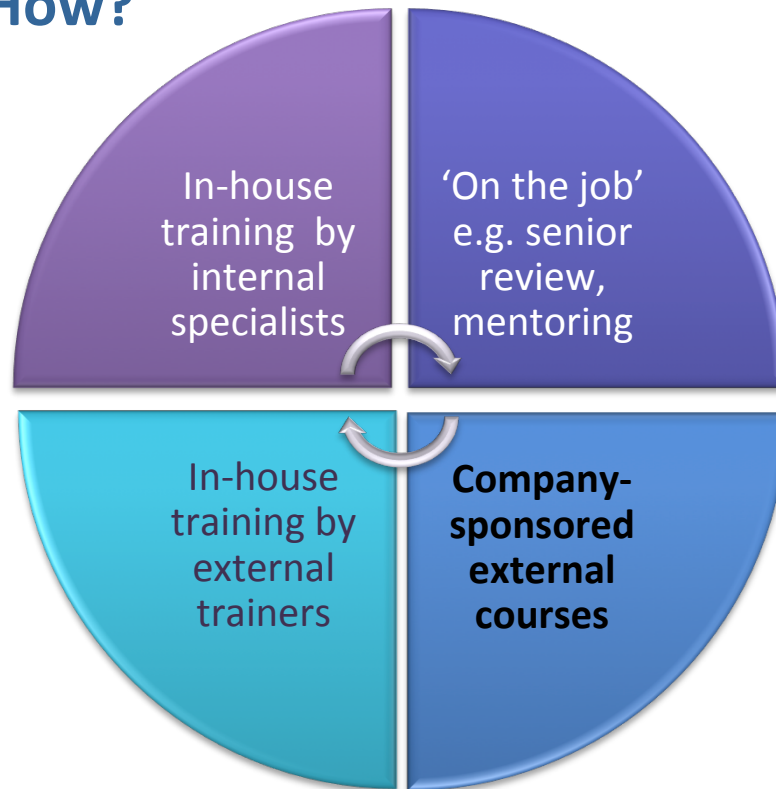 How?
In-house
training by
internal
specialists
‘On the job’
e.g. senior
review,
mentoring
In-house
training by
external
trainers
Company-
sponsored
external
courses